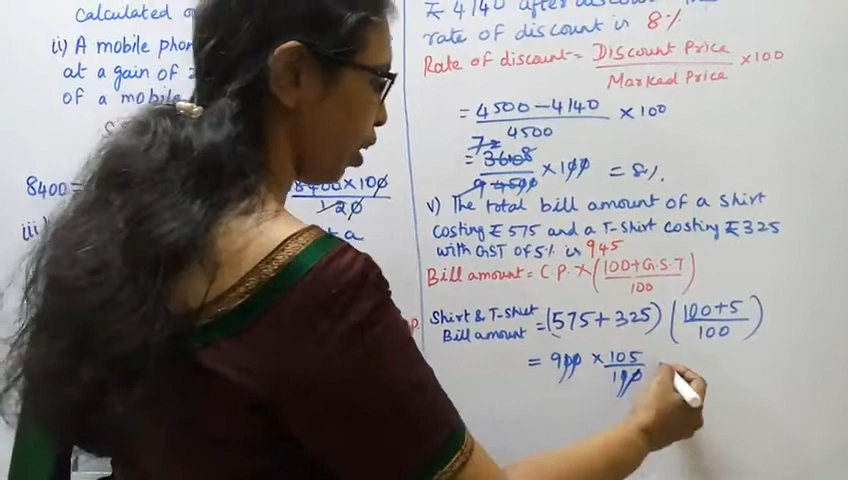 Calculated
ii) A mobile phon
at a gain of
of a mobile
8400=
8400×100
120
iii)
t a
₹ 4140 after
rate of discount is 8%
Rate of discount = Discount Price / Marked Price ×100
= 4500 – 4140 / 4500 × 100
72
= 3608 / 9 4500 × 100 = 8%.
v) The total bill amount of a shirt
costing ₹ 575 and a T-Shirt costing ₹325
with GST of 5% is 945
Bill amount = C.P. × (100+G.S.T / 100)
Shirt & T-Shirt
Bill amount = (575+325) (100+5 / 100)
= 900 × 105 / 100